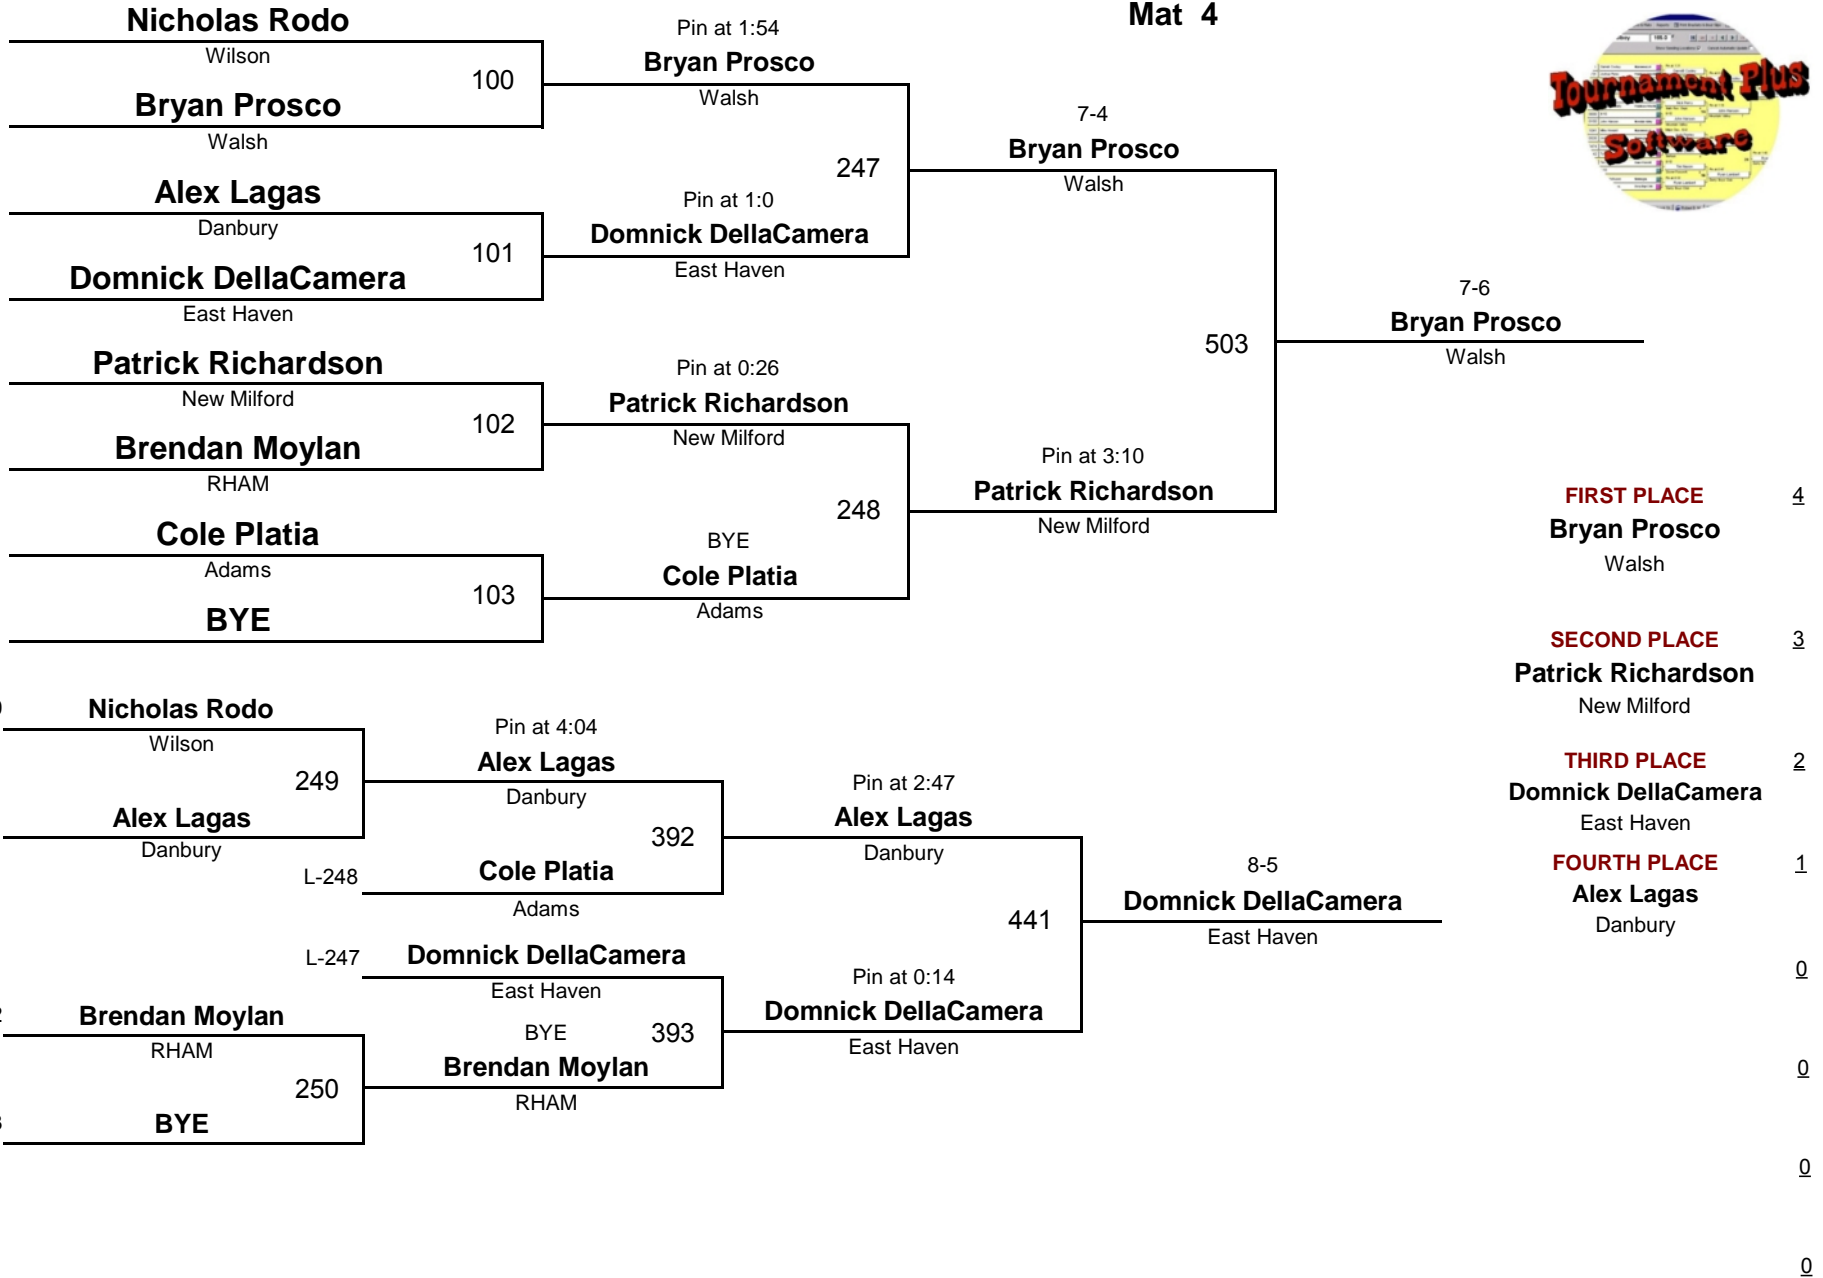 Mat 4
Tournament Plus
Software
Nicholas Rodo
Wilson
100
Bryan Prosco
Walsh
Alex Lagas
Danbury
101
Domnick DellaCamera
East Haven
Patrick Richardson
New Milford
102
Brendan Moylan
RHAM
Cole Platia
Adams
103
BYE
Pin at 1:54
Bryan Prosco
Walsh
247
Pin at 1:0
Domnick DellaCamera
East Haven
Pin at 0:26
Patrick Richardson
New Milford
248
BYE
Cole Platia
Adams
7-4
Bryan Prosco
Walsh
503
Pin at 3:10
Patrick Richardson
New Milford
7-6
Bryan Prosco
Walsh
FIRST PLACE 4
Bryan Prosco
Walsh
SECOND PLACE 3
Patrick Richardson
New Milford
THIRD PLACE 2
Domnick DellaCamera
East Haven
FOURTH PLACE 1
Alex Lagas
Danbury
0
0
0
0
Nicholas Rodo
Wilson
249
Alex Lagas
Danbury
Brendan Moylan
RHAM
250
BYE
Pin at 4:04
Alex Lagas
Danbury
392
L-248 Cole Platia
Adams
L-247 Domnick DellaCamera
East Haven
BYE 393
Brendan Moylan
RHAM
Pin at 2:47
Alex Lagas
Danbury
441
Pin at 0:14
Domnick DellaCamera
East Haven
8-5
Domnick DellaCamera
East Haven